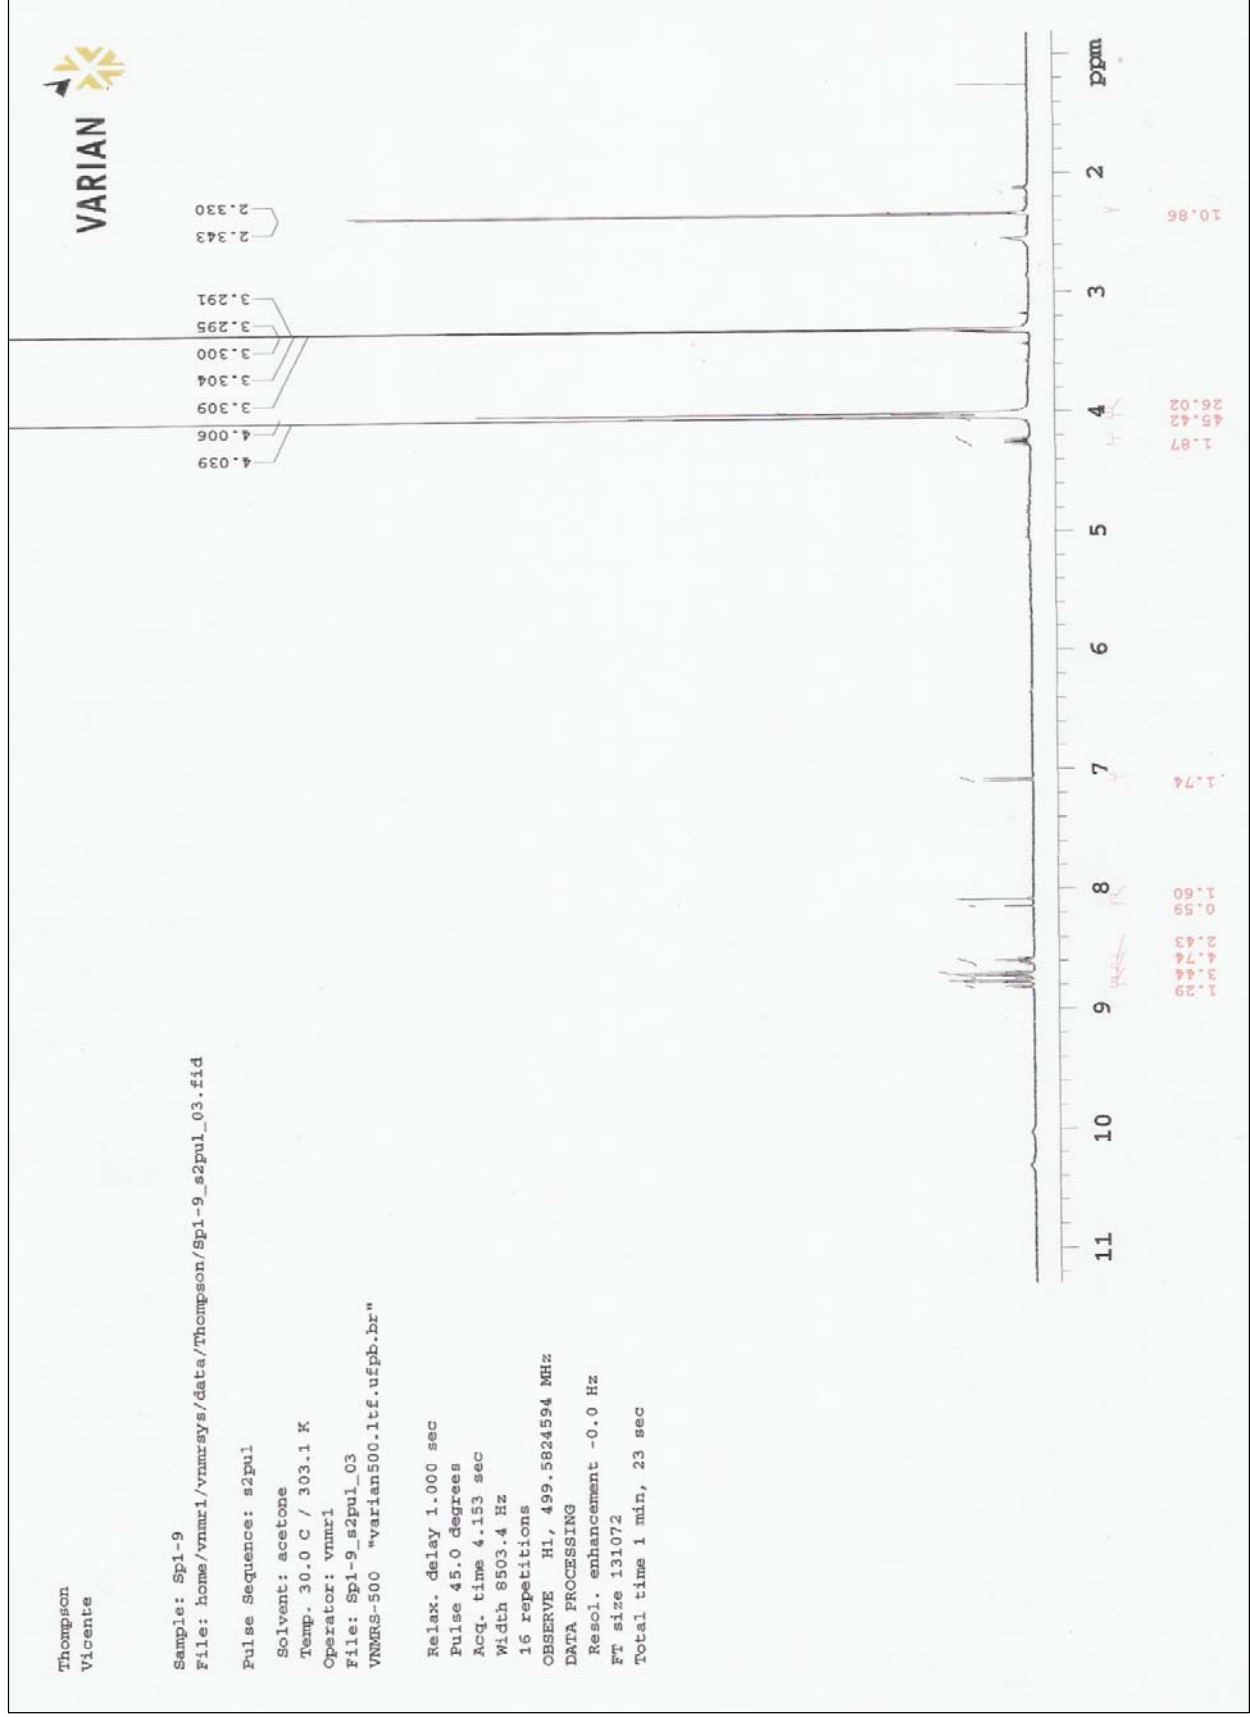 Thompson
Vicente
Sample: Sp1-9
File: home/vnmr1/vnmrsys/data/Thompson/Sp1-9_s2pul_03.fid
Pulse Sequence: s2pul
Solvent: acetone
Temp. 30.0 C / 303.1 K
Operator: vnmr1
File: Sp1-9_s2pul_03
VNMRS-500 "varian500.ltf.ufpb.br"
Relax. delay 1.000 sec
Pulse 45.0 degrees
Acq. time 4.153 sec
Width 8503.4 Hz
16 repetitions
OBSERVE H1, 499.5824594 MHz
DATA PROCESSING
Resol. enhancement -0.0 Hz
FT size 131072
Total time 1 min, 23 sec
VARIAN
4.039
4.006
3.309
3.304
3.300
3.295
3.291
2.343
2.330
11 10 9 8 7 6 5 4 3 2 ppm
1.29
3.44
4.74
2.43
0.59
1.60
1.74
1.87
45.42
26.02
10.86